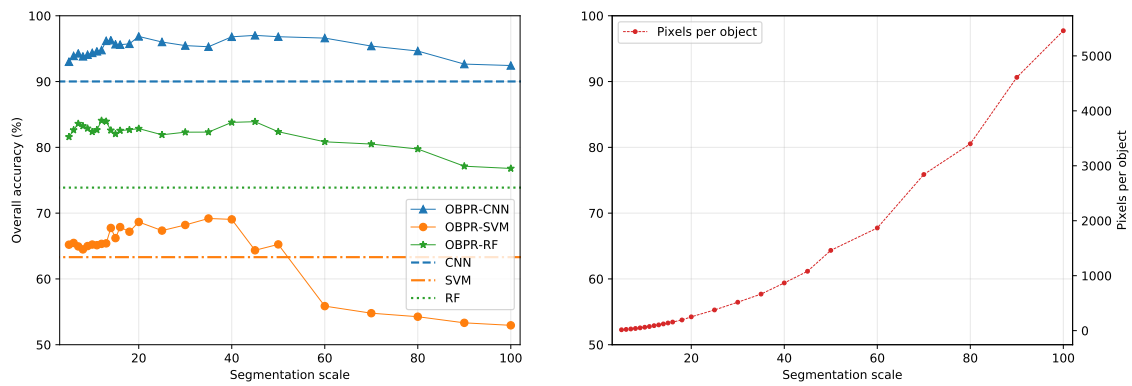 100
90
80
70
60
50
Overall accuracy (%)
20
40
60
80
100
Segmentation scale
OBPR-CNN
OBPR-SVM
OBPR-RF
CNN
SVM
RF
100
90
80
70
60
50
20
40
60
80
100
Segmentation scale
Pixels per object
5000
4000
3000
2000
1000
0
Pixels per object